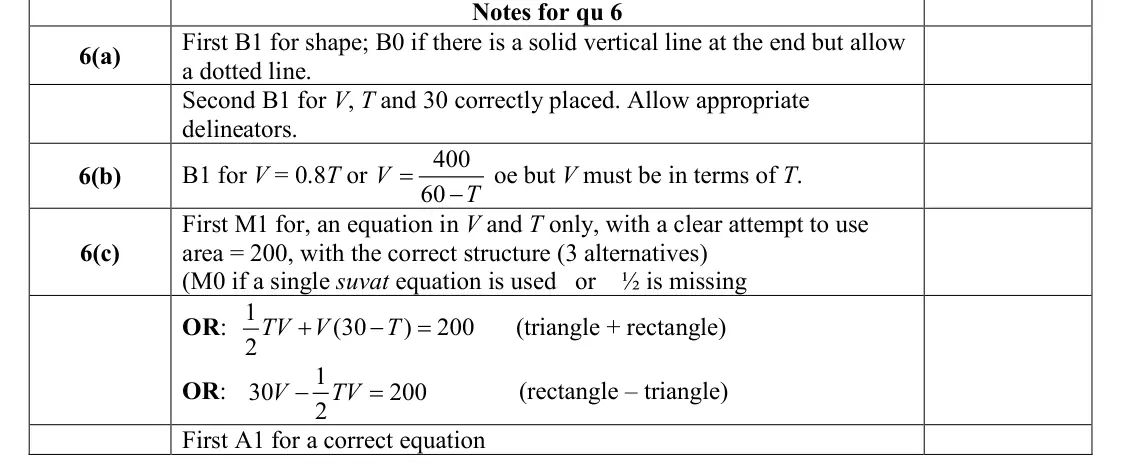 Notes for qu 6
6(a)
First B1 for shape; B0 if there is a solid vertical line at the end but allow
a dotted line.
Second B1 for V, T and 30 correctly placed. Allow appropriate
delineators.
6(b)
B1 for V = 0.8T or V = 400/(60 − T) oe but V must be in terms of T.
6(c)
First M1 for, an equation in V and T only, with a clear attempt to use
area = 200, with the correct structure (3 alternatives)
(M0 if a single suvat equation is used or ½ is missing
OR: 1/2 TV + V(30 − T) = 200 (triangle + rectangle)
OR: 30V − 1/2 TV = 200 (rectangle – triangle)
First A1 for a correct equation